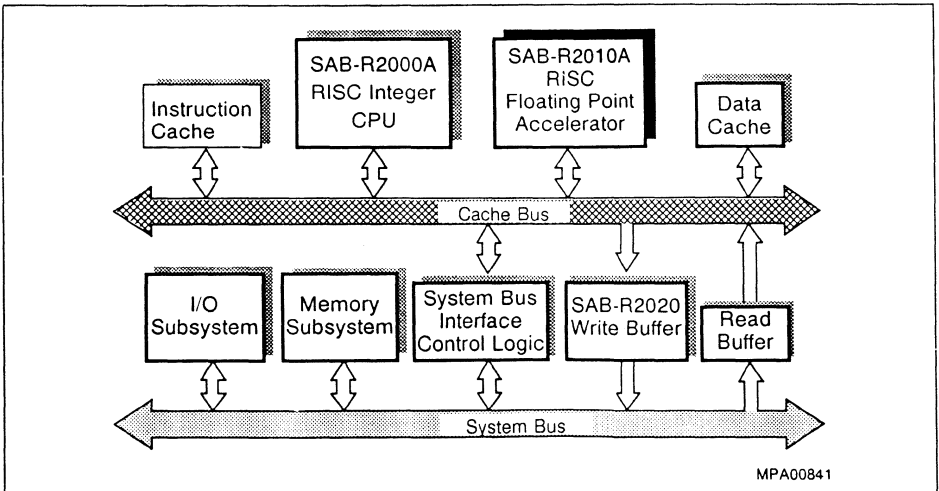 Instruction
Cache
SAB-R2000A
RISC Integer
CPU
SAB-R2010A
RiSC
Floating Point
Accelerator
Data
Cache
Cache Bus
I/O
Subsystem
Memory
Subsystem
System Bus
Interface
Control Logic
SAB-R2020
Write Buffer
Read
Buffer
System Bus
MPA00841